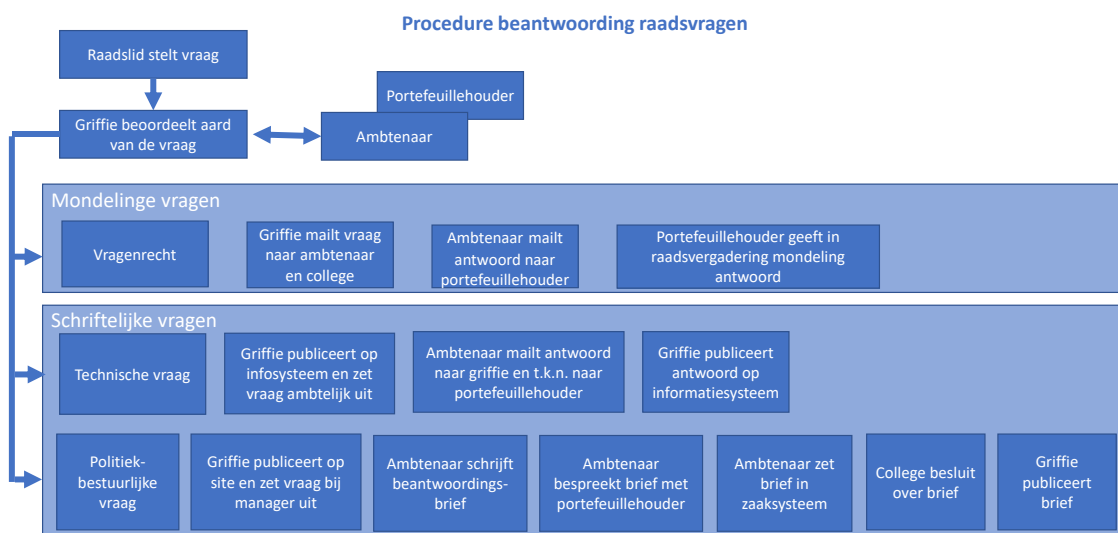 Procedure beantwoording raadsvragen
Raadslid stelt vraag
Portefeuillehouder
Griffie beoordeelt aard
van de vraag
Ambtenaar
Mondelinge vragen
Vragenrecht
Griffie mailt vraag
naar ambtenaar
en college
Ambtenaar mailt
antwoord naar
portefeuillehouder
Portefeuillehouder geeft in
raadsvergadering mondeling
antwoord
Schriftelijke vragen
Technische vraag
Griffie publiceert op
infosysteem en zet
vraag ambtelijk uit
Ambtenaar mailt antwoord
naar griffie en t.k.n. naar
portefeuillehouder
Griffie publiceert
antwoord op
informatiesysteem
Politiek-
bestuurlijke
vraag
Griffie publiceert op
site en zet vraag bij
manager uit
Ambtenaar schrijft
beantwoordings-
brief
Ambtenaar
bespreekt brief met
portefeuillehouder
Ambtenaar zet
brief in
zaaksysteem
College besluit
over brief
Griffie
publiceert
brief